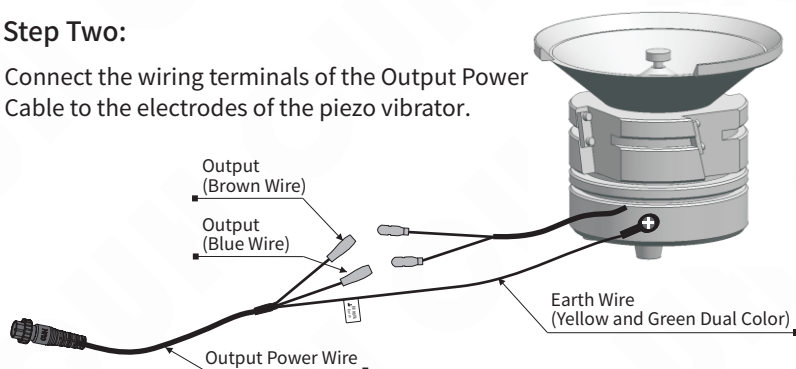 Step Two:
Connect the wiring terminals of the Output Power
Cable to the electrodes of the piezo vibrator.
Output
(Brown Wire)
Output
(Blue Wire)
Earth Wire
(Yellow and Green Dual Color)
Output Power Wire